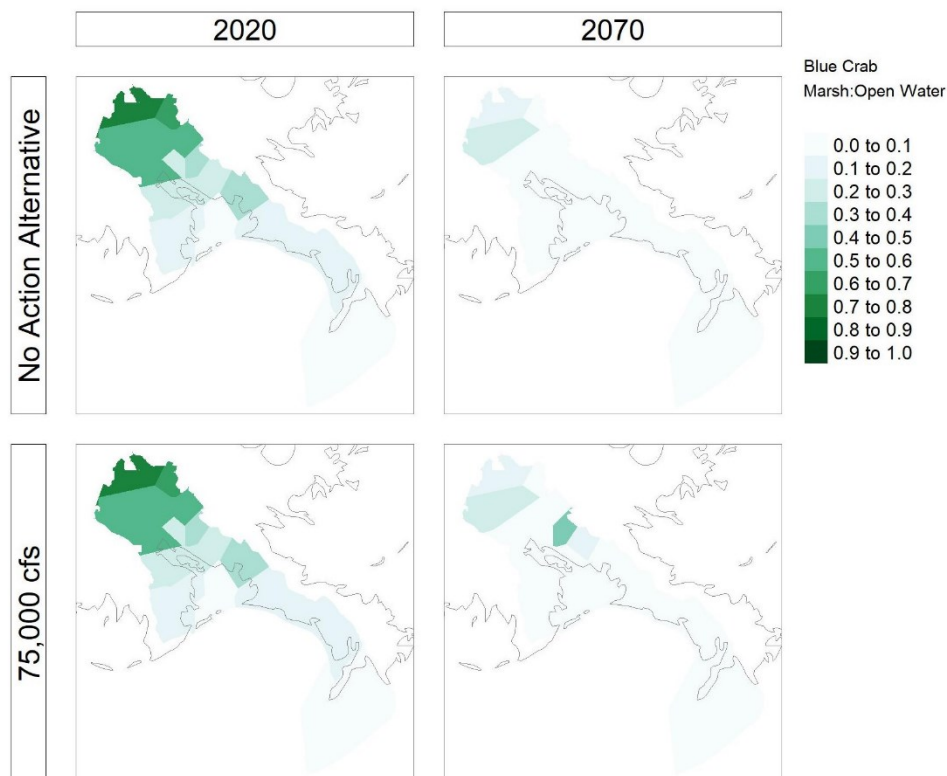 2020
2070
No Action Alternative
75,000 cfs
Blue Crab
Marsh:Open Water
0.0 to 0.1
0.1 to 0.2
0.2 to 0.3
0.3 to 0.4
0.4 to 0.5
0.5 to 0.6
0.6 to 0.7
0.7 to 0.8
0.8 to 0.9
0.9 to 1.0